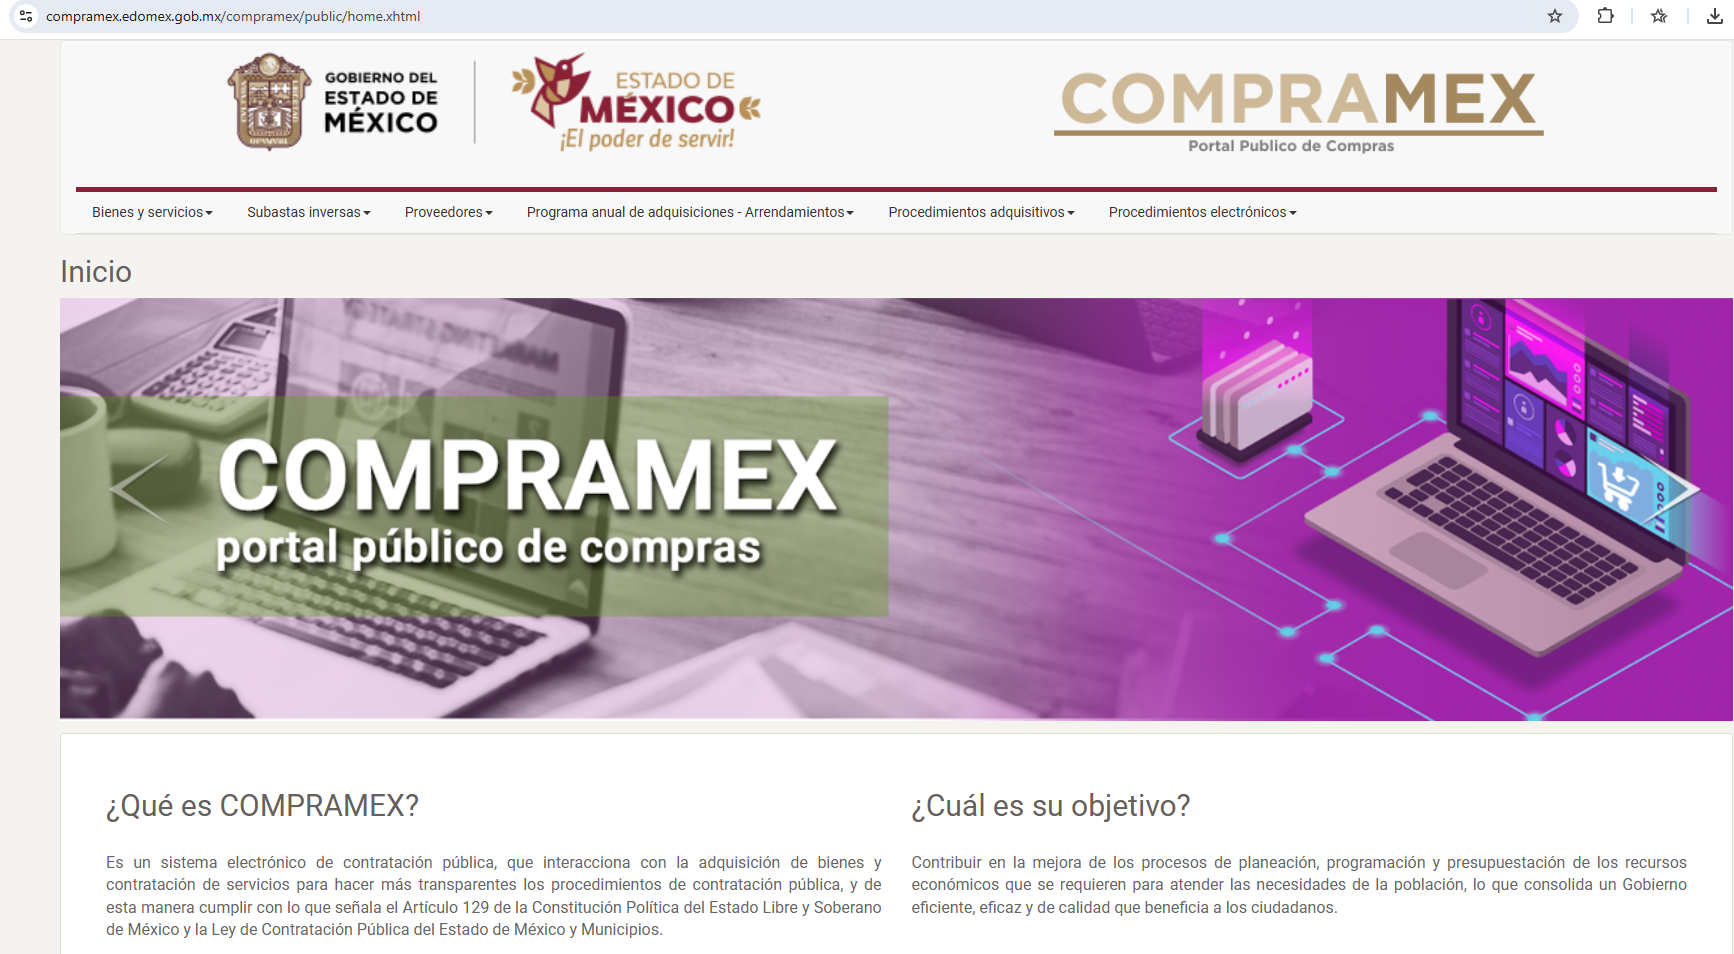 compramex.edomex.gob.mx/compramex/public/home.xhtml
GOBIERNO DEL
ESTADO DE
MÉXICO
ESTADO DE
MÉXICO
¡El poder de servir!
COMPRAMEX
Portal Publico de Compras
Bienes y servicios
Subastas inversas
Proveedores
Programa anual de adquisiciones - Arrendamientos
Procedimientos adquisitivos
Procedimientos electrónicos
Inicio
COMPRAMEX
portal público de compras
¿Qué es COMPRAMEX?
Es un sistema electrónico de contratación pública, que interacciona con la adquisición de bienes y
contratación de servicios para hacer más transparentes los procedimientos de contratación pública, y de
esta manera cumplir con lo que señala el Artículo 129 de la Constitución Política del Estado Libre y Soberano
de México y la Ley de Contratación Pública del Estado de México y Municipios.
¿Cuál es su objetivo?
Contribuir en la mejora de los procesos de planeación, programación y presupuestación de los recursos
económicos que se requieren para atender las necesidades de la población, lo que consolida un Gobierno
eficiente, eficaz y de calidad que beneficia a los ciudadanos.